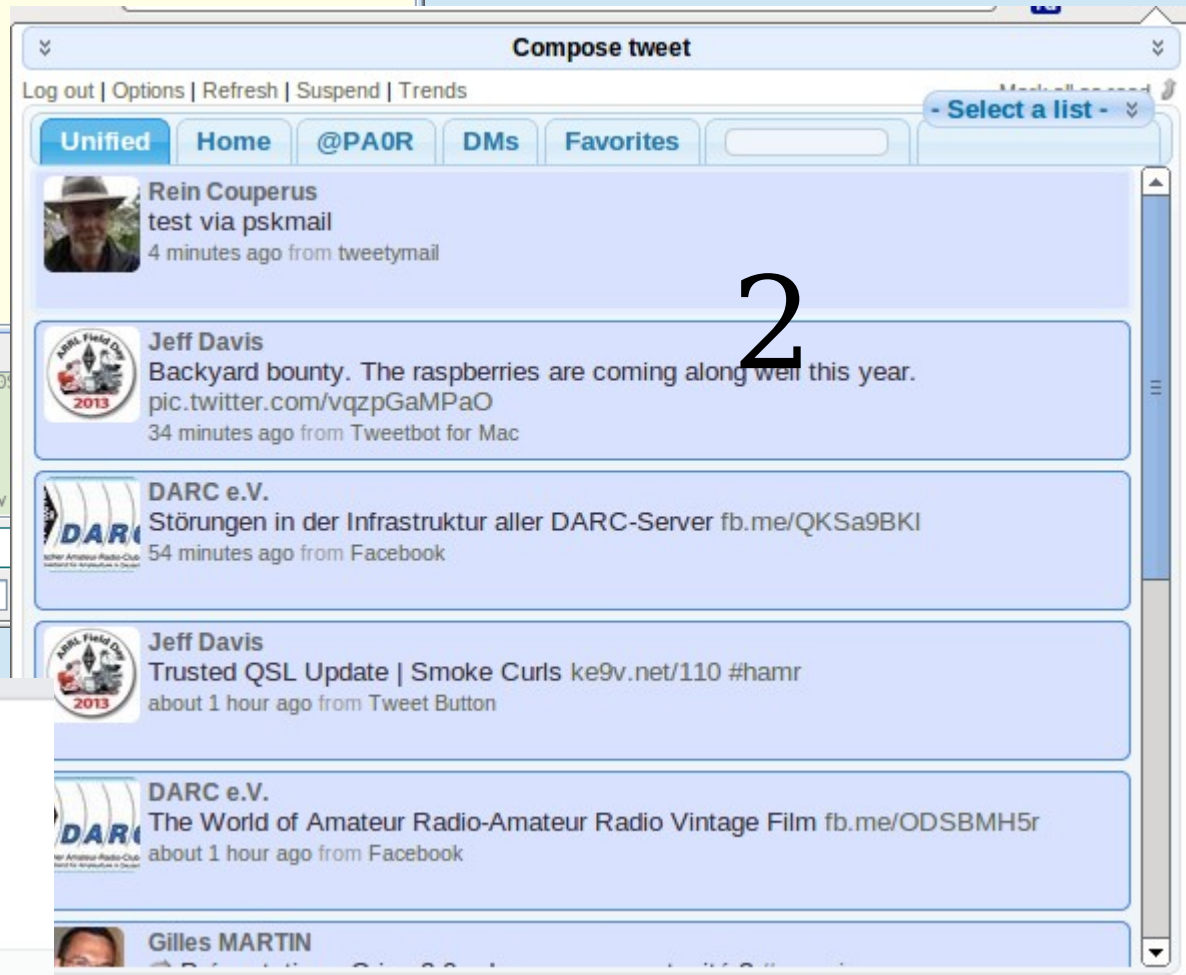 Compose tweet
Log out | Options | Refresh | Suspend | Trends
- Select a list -
Unified Home @PA0R DMs Favorites
Rein Couperus
test via pskmail
4 minutes ago from tweetymail
2
Jeff Davis
Backyard bounty. The raspberries are coming along well this year.
pic.twitter.com/vqzpGaMPaO
34 minutes ago from Tweetbot for Mac
DARC e.V.
Störungen in der Infrastruktur aller DARC-Server fb.me/QKSa9BKl
54 minutes ago from Facebook
Jeff Davis
Trusted QSL Update | Smoke Curls ke9v.net/110 #hamr
about 1 hour ago from Tweet Button
DARC e.V.
The World of Amateur Radio-Amateur Radio Vintage Film fb.me/ODSBMH5r
about 1 hour ago from Facebook
Gilles MARTIN